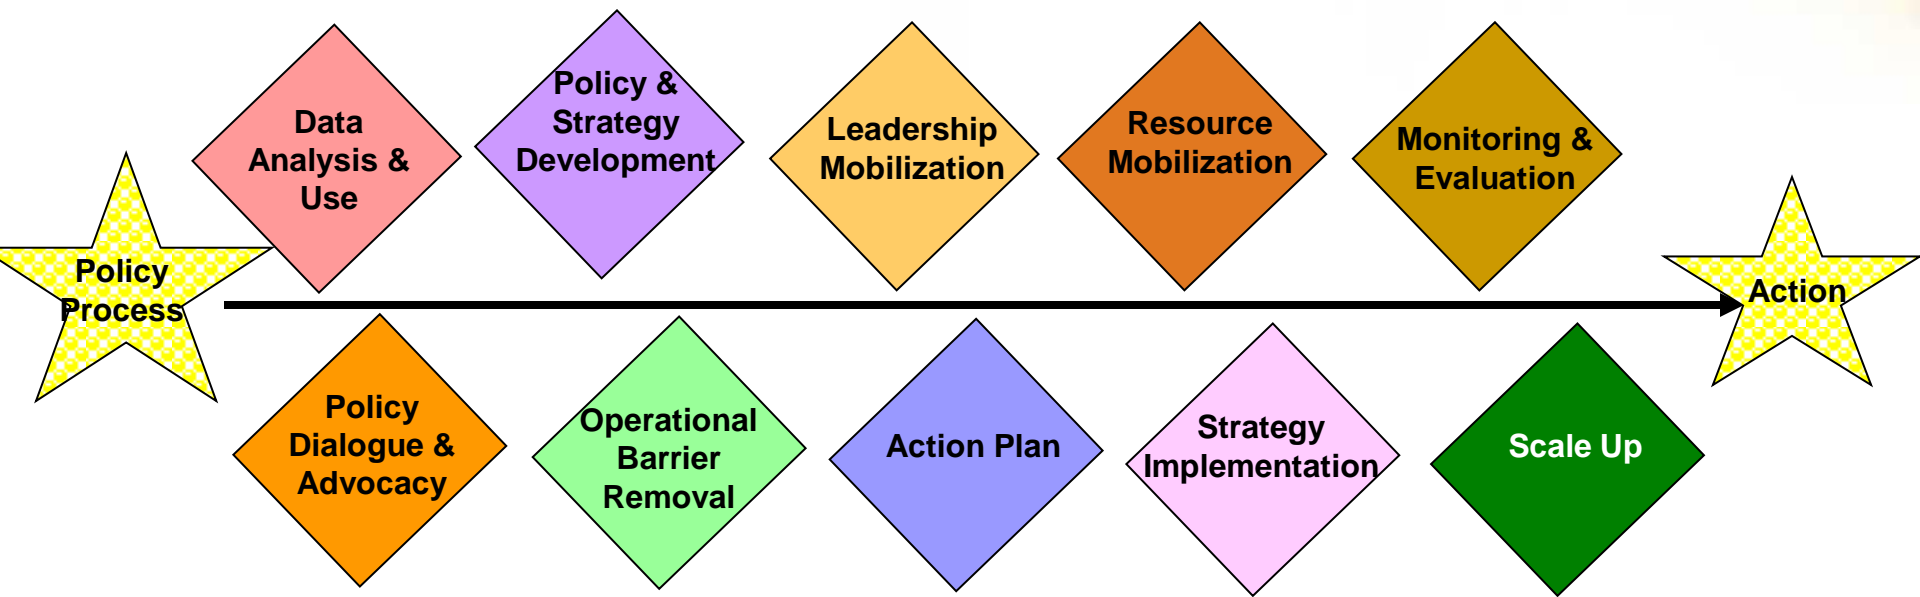 Data
Analysis &
Use
Policy &
Strategy
Development
Leadership
Mobilization
Resource
Mobilization
Monitoring &
Evaluation
Policy
Process
Action
Policy
Dialogue &
Advocacy
Operational
Barrier
Removal
Action Plan
Strategy
Implementation
Scale Up